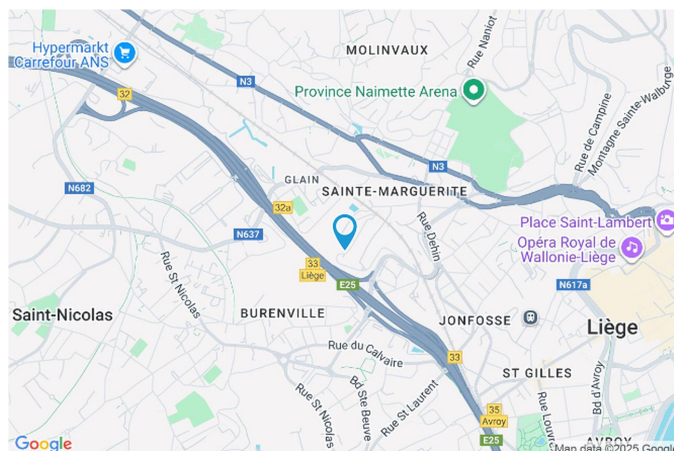 MOLINVAUX
Rue Naniot
Hypermarkt
Carrefour ANS
N3
32
Province Naimette Arena
Rue de Campine
Montagne Sainte-Walburge
N3
GLAIN
N682
SAINTE-MARGUERITE
32a
Rue Dehin
Place Saint-Lambert
N637
Opéra Royal de
Wallonie-Liège
33
Liège
Rue St Nicolas
E25
N617a
Saint-Nicolas
BURENVILLE
JONFOSSE
Liège
Rue du Calvaire
33
ST GILLES
Bd Ste Beuve
Rue St Nicolas
Rue St Laurent
Bd d'Avroy
Rue Louvre
35
Avroy
E25
AVROY
Google
Map data ©2025 Google